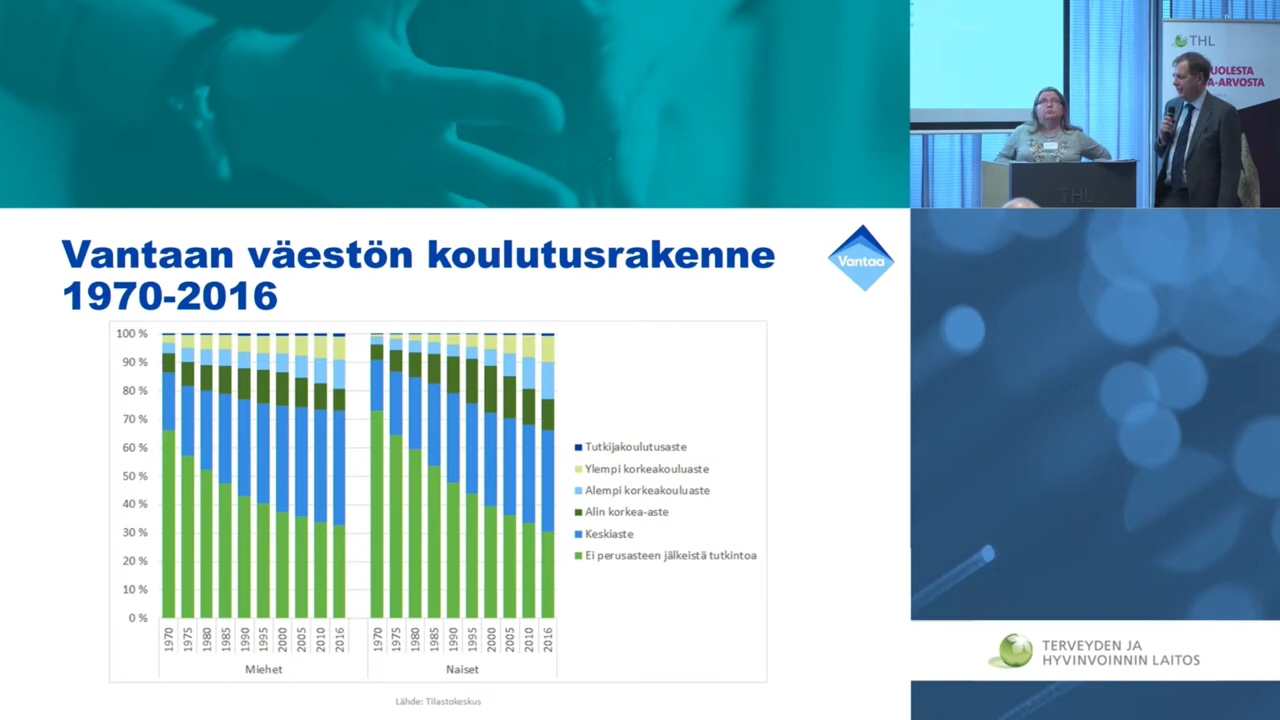 THL
UOLESTA
A-ARVOSTA
THL
Vantaan väestön koulutusrakenne
1970-2016
Vantaa
100 %
90 %
80 %
70 %
60 %
50 %
40 %
30 %
20 %
10 %
0 %
1970 1975 1980 1985 1990 1995 2000 2005 2010 2016
1970 1975 1980 1985 1990 1995 2000 2005 2010 2016
Miehet Naiset
Tutkijakoulutusaste
Ylempi korkeakouluaste
Alempi korkeakouluaste
Alin korkea-aste
Keskiaste
Ei perusasteen jälkeistä tutkintoa
Lähde: Tilastokeskus
TERVEYDEN JA
HYVINVOINNIN LAITOS